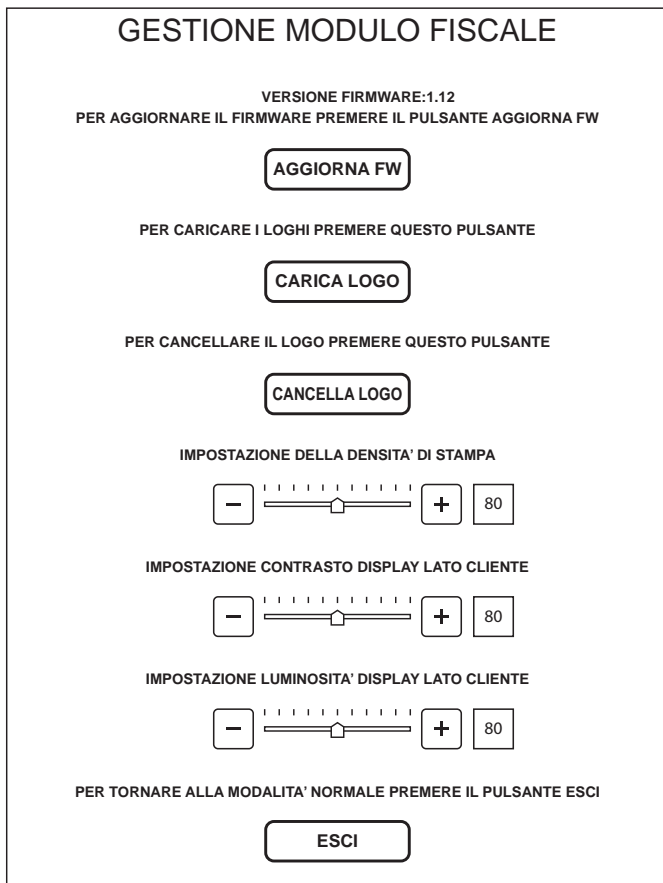 GESTIONE MODULO FISCALE
VERSIONE FIRMWARE:1.12
PER AGGIORNARE IL FIRMWARE PREMERE IL PULSANTE AGGIORNA FW
AGGIORNA FW
PER CARICARE I LOGHI PREMERE QUESTO PULSANTE
CARICA LOGO
PER CANCELLARE IL LOGO PREMERE QUESTO PULSANTE
CANCELLA LOGO
IMPOSTAZIONE DELLA DENSITA’ DI STAMPA
− + 80
IMPOSTAZIONE CONTRASTO DISPLAY LATO CLIENTE
− + 80
IMPOSTAZIONE LUMINOSITA’ DISPLAY LATO CLIENTE
− + 80
PER TORNARE ALLA MODALITA’ NORMALE PREMERE IL PULSANTE ESCI
ESCI